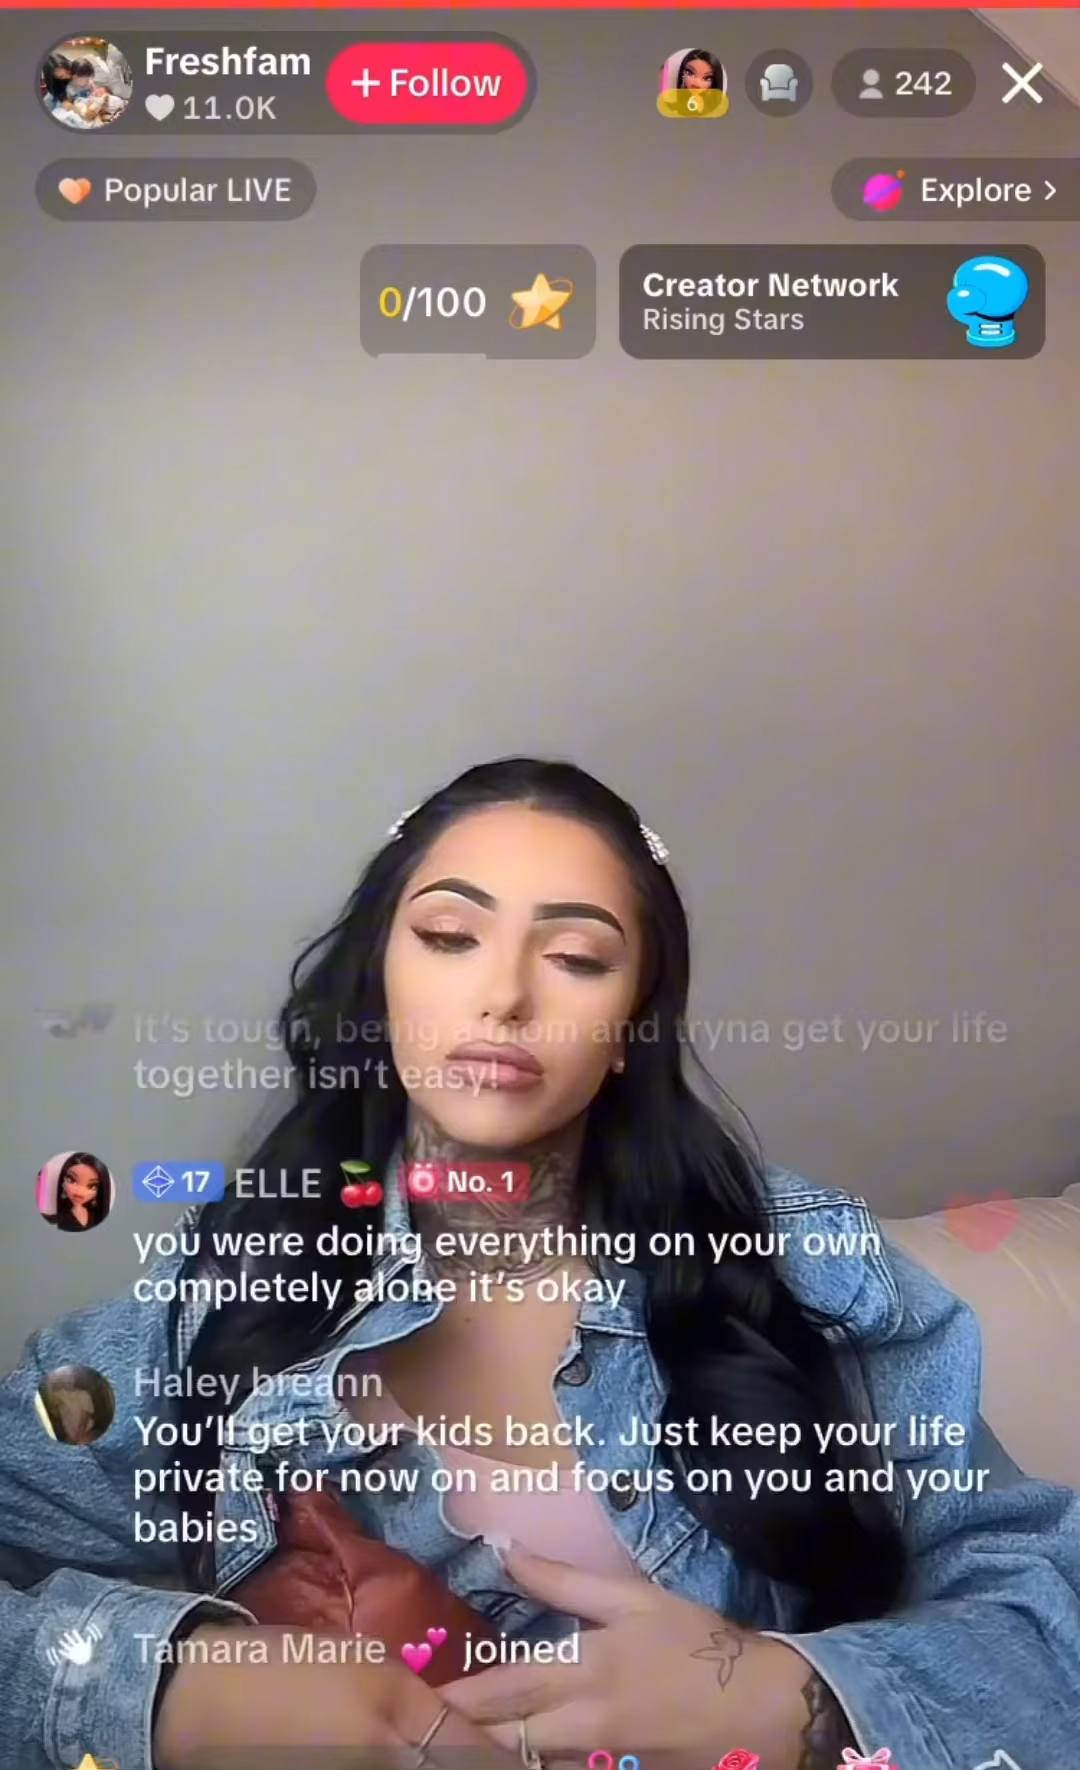 Freshfam
11.0K
+ Follow
6
242
Popular LIVE
Explore >
0/100
Creator Network
Rising Stars
It's tough, being a mom and tryna get your life
together isn't easy!
17 ELLE 🍒 No. 1
you were doing everything on your own
completely alone it's okay
Haley breann
You'll get your kids back. Just keep your life
private for now on and focus on you and your
babies
Tamara Marie 💕 joined